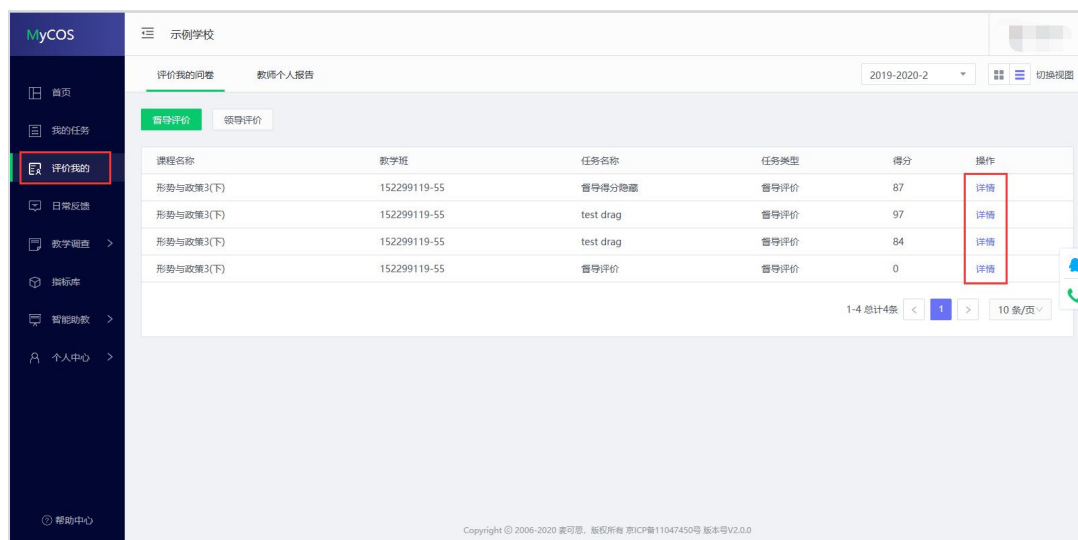 MyCOS
示例学校
评价我的问卷 教师个人报告 2019-2020-2 切换视图
首页
我的任务
评价我的
日常反馈
教学调查
指标库
智能助教
个人中心
帮助中心
督导评价 领导评价
课程名称 教学班 任务名称 任务类型 得分 操作
形势与政策3(下) 152299119-55 督导得分隐藏 督导评价 87 详情
形势与政策3(下) 152299119-55 test drag 督导评价 97 详情
形势与政策3(下) 152299119-55 test drag 督导评价 84 详情
形势与政策3(下) 152299119-55 督导评价 督导评价 0 详情
1-4 总计4条 < 1 > 10 条/页
Copyright © 2006-2020 麦可思, 版权所有 京ICP备11047450号 版本号V2.0.0